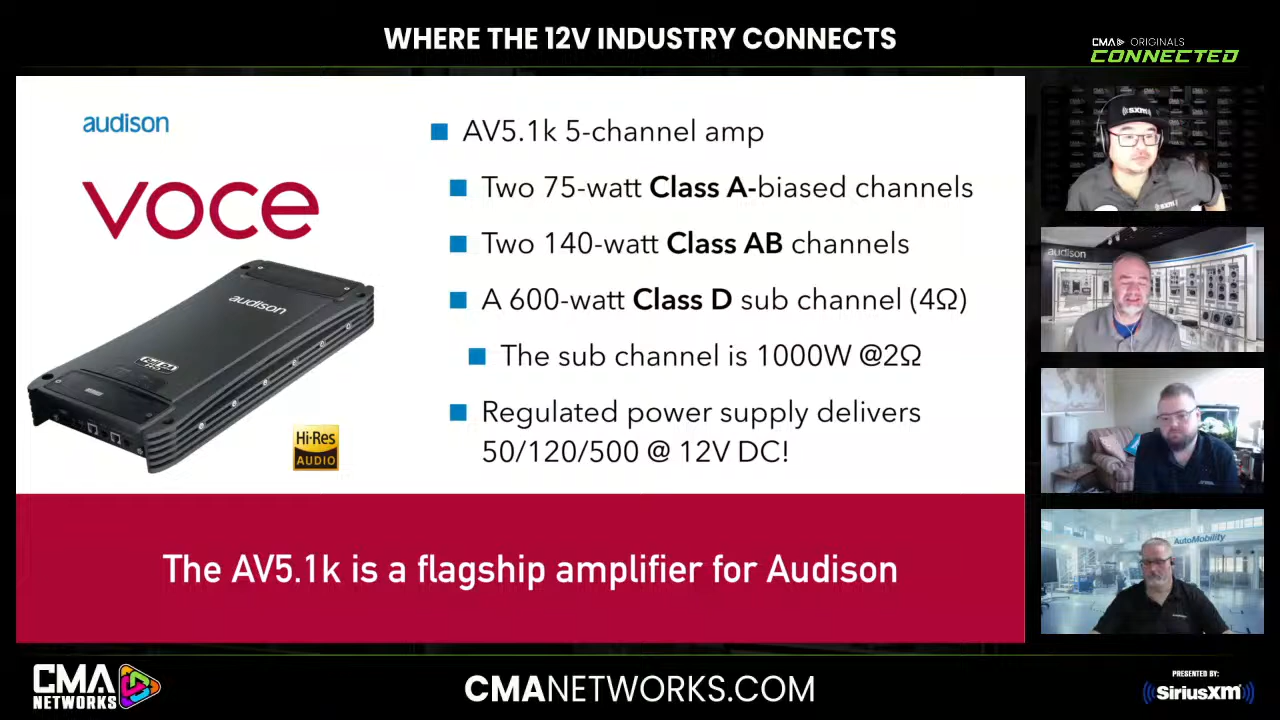 WHERE THE 12V INDUSTRY CONNECTS
CMA ORIGINALS
CONNECTED
audison
voce
audison
Hi-Res
AUDIO
AV5.1k 5-channel amp
Two 75-watt Class A-biased channels
Two 140-watt Class AB channels
A 600-watt Class D sub channel (4Ω)
The sub channel is 1000W @2Ω
Regulated power supply delivers
50/120/500 @ 12V DC!
The AV5.1k is a flagship amplifier for Audison
sxm
sxm
audison
AutoMobility
CMA
NETWORKS
CMANETWORKS.COM
PRESENTED BY:
SiriusXM